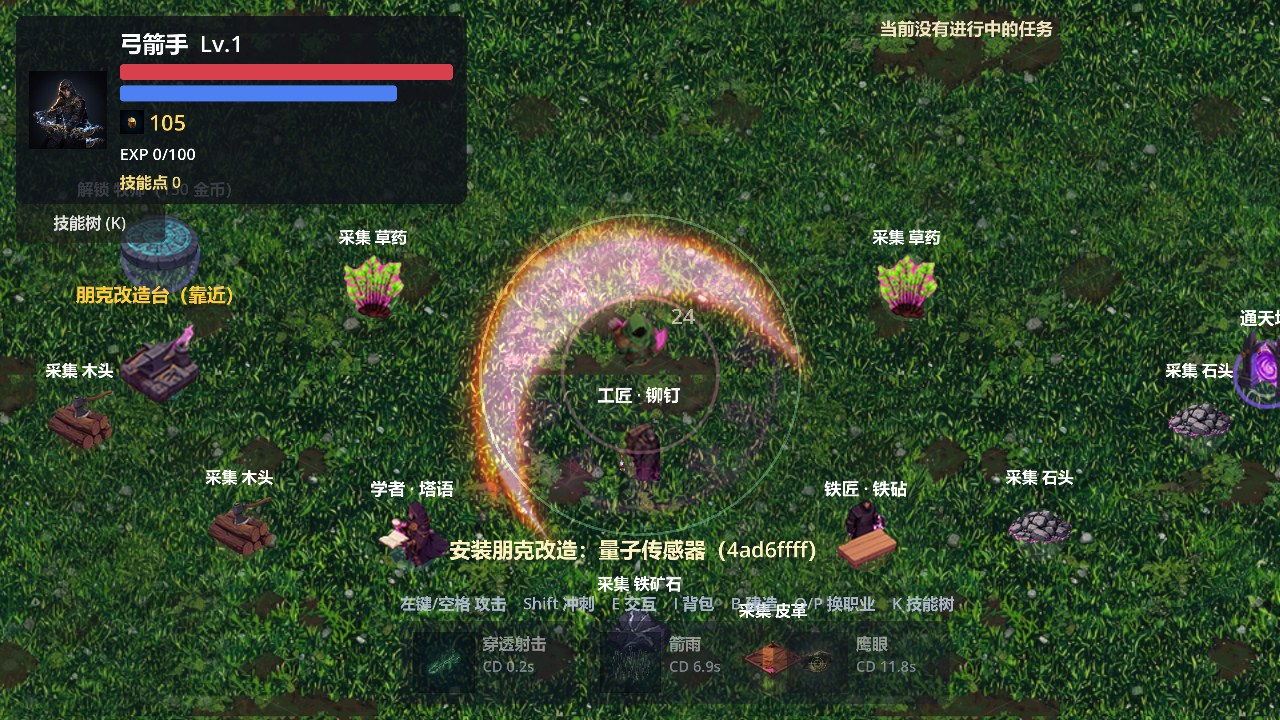 弓箭手 Lv.1
当前没有进行中的任务
105
EXP 0/100
技能点 0
技能树 (K)
采集 草药
采集 草药
朋克改造台（靠近）
24
采集 木头
采集 石头
工匠 · 铆钉
采集 木头
学者 · 塔语
铁匠 · 铁砧
采集 石头
安装朋克改造：量子传感器（4ad6ffff)
采集 铁矿石
左键/空格 攻击 Shift 冲刺 E 交互 I 背包 B 建造 O/P 换职业 K 技能树
采集 皮革
穿透射击
CD 0.2s
箭雨
CD 6.9s
鹰眼
CD 11.8s